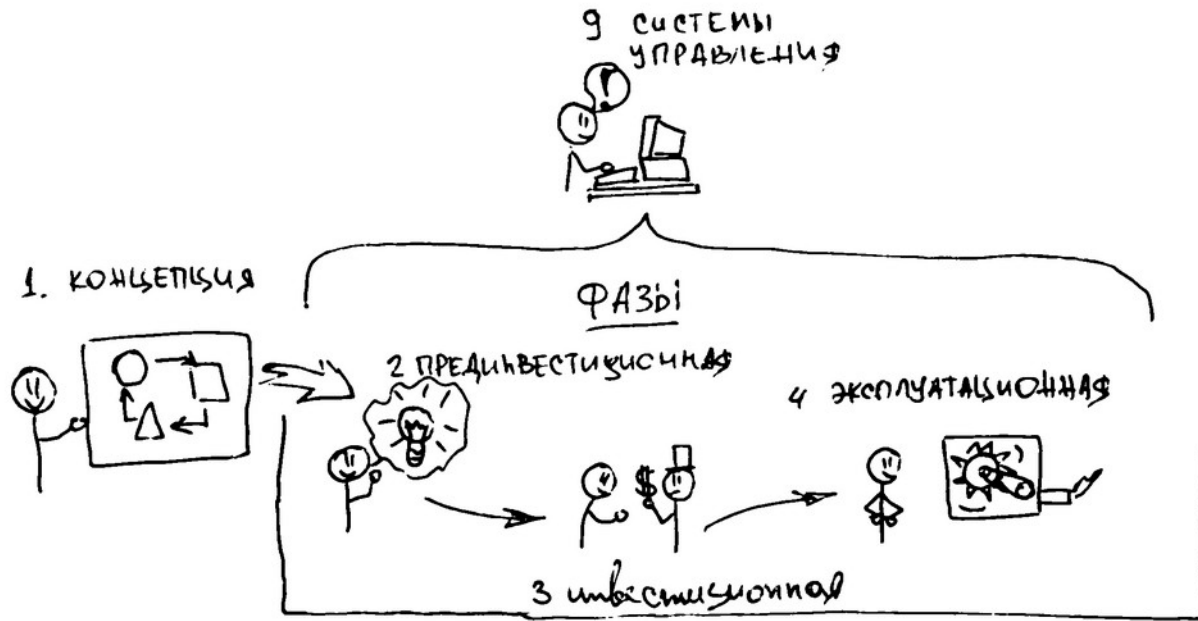 9 СИСТЕМЫ
УПРАВЛЕНИЯ
1. КОНЦЕПЦИЯ
ФАЗЫ
2 ПРЕДИНВЕСТИЦИОННАЯ
4 ЭКСПЛУАТАЦИОННАЯ
$
3 инвестиционная